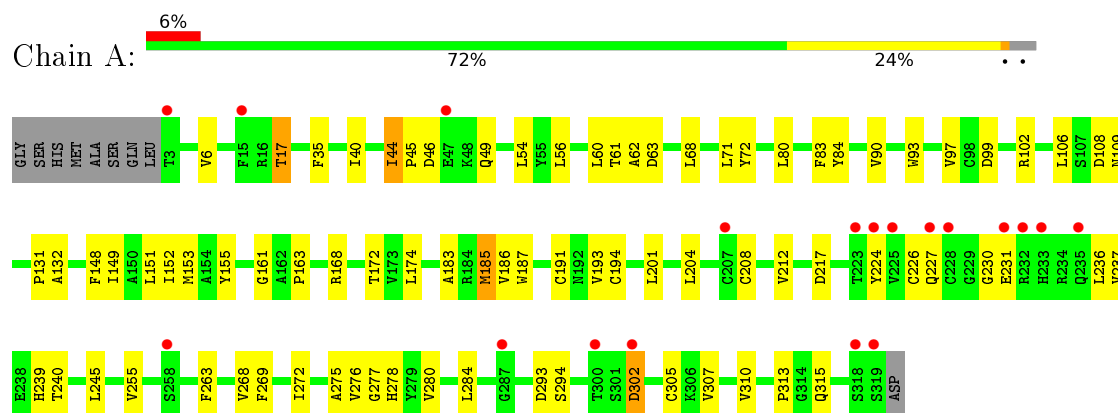 6%
Chain A:
72% 24% • •
GLY SER HIS MET ALA SER GLN LEU T3 V6 F15 R16 T17 F35 I40 I44 P45 D46 E47 K48 Q49 L54 Y55 L56 L60 T61 A62 D63 L68 L71 Y72 L80 F83 Y84 V90 W93 V97 C98 D99 R102 L106 S107 D108 N109
P131 A132 F148 I149 A150 L151 I152 M153 A154 Y155 G161 A162 P163 R168 T172 V173 L174 A183 R184 M185 V186 W187 C191 N192 V193 C194 L201 L204 C207 C208 V212 D217 T223 Y224 V225 C226 Q227 C228 G229 G230 E231 R232 H233 R234 Q235 L236 V237
E238 H239 T240 L245 V255 S258 F263 V268 F269 I272 A275 V276 G277 H278 Y279 V280 L284 G287 D293 S294 T300 S301 D302 C305 K306 V307 V310 P313 G314 Q315 S318 S319 ASP